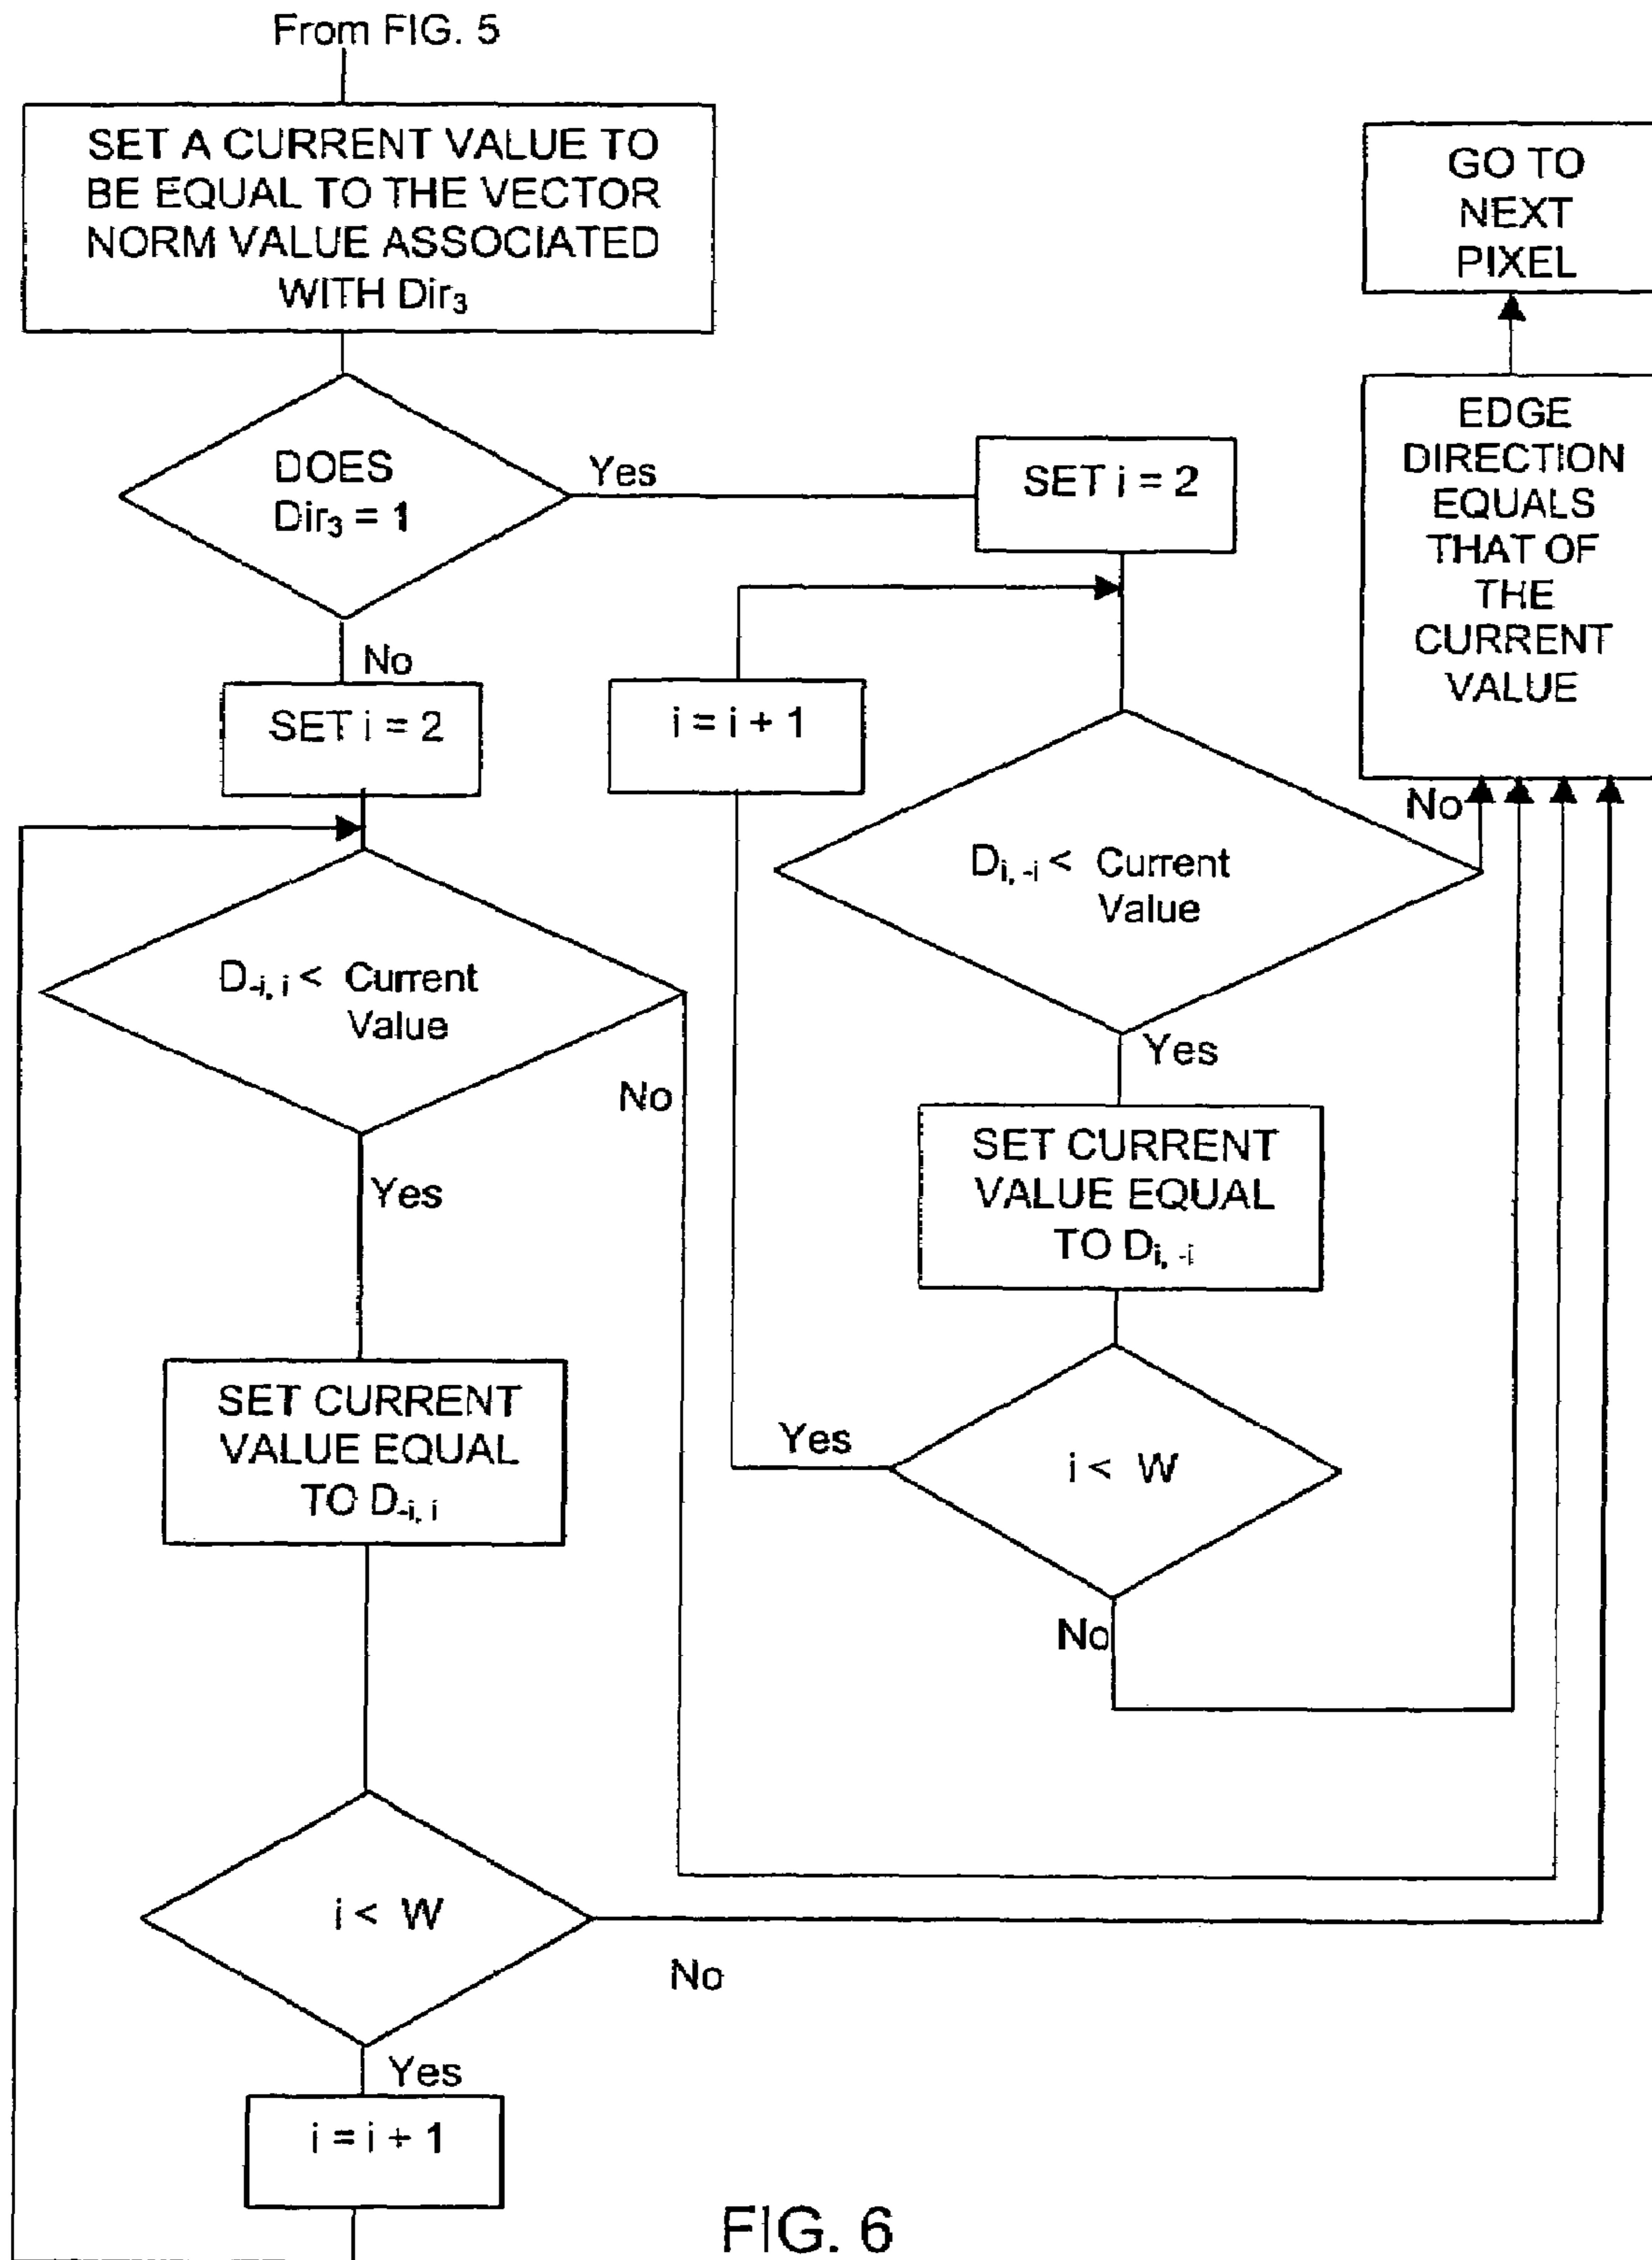 From FIG. 5
SET A CURRENT VALUE TO
BE EQUAL TO THE VECTOR
NORM VALUE ASSOCIATED
WITH Dir₃
DOES
Dir₃ = 1
Yes
No
SET i = 2
D₋ᵢ, ᵢ < Current
Value
No
Yes
SET CURRENT
VALUE EQUAL
TO D₋ᵢ, ᵢ
i < W
No
Yes
i = i + 1
SET i = 2
i = i + 1
Dᵢ, ₋ᵢ < Current
Value
No
Yes
SET CURRENT
VALUE EQUAL
TO Dᵢ, ₋ᵢ
i < W
Yes
No
GO TO
NEXT
PIXEL
EDGE
DIRECTION
EQUALS
THAT OF
THE
CURRENT
VALUE
FIG. 6